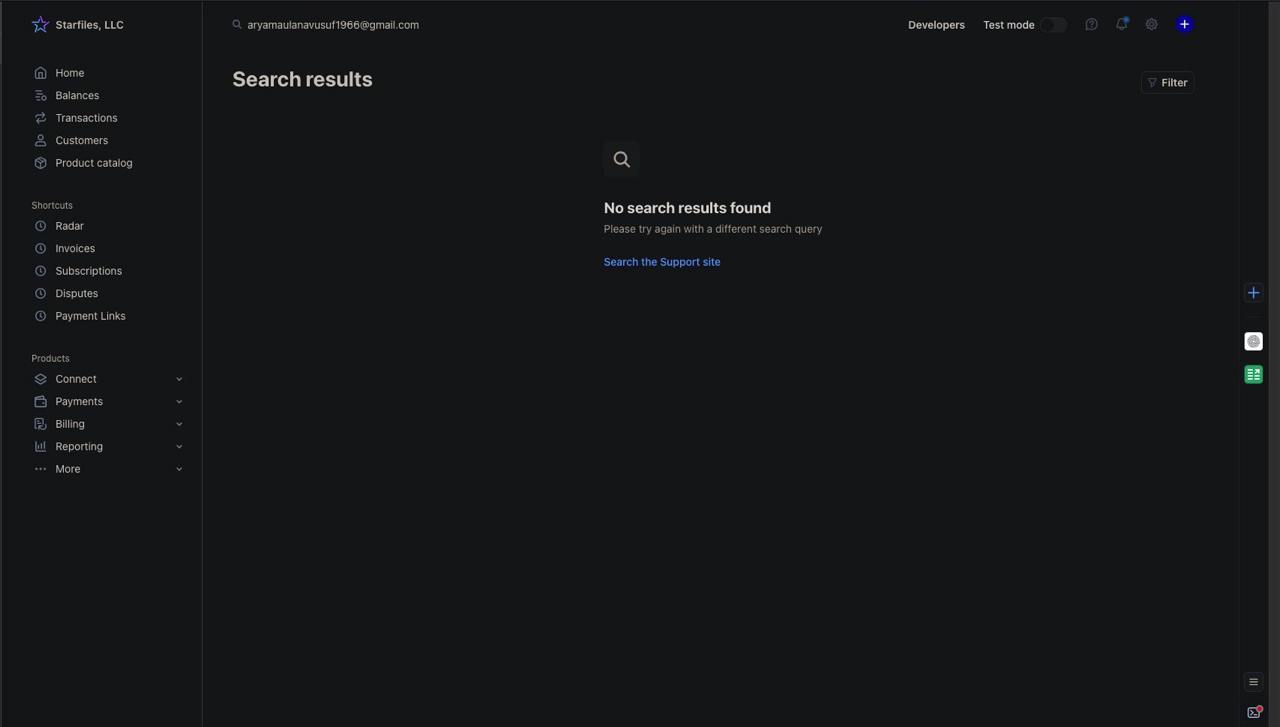 Starfiles, LLC
aryamaulanavusuf1966@gmail.com
Developers
Test mode
Home
Balances
Transactions
Customers
Product catalog
Shortcuts
Radar
Invoices
Subscriptions
Disputes
Payment Links
Products
Connect
Payments
Billing
Reporting
More
Search results
Filter
No search results found
Please try again with a different search query
Search the Support site